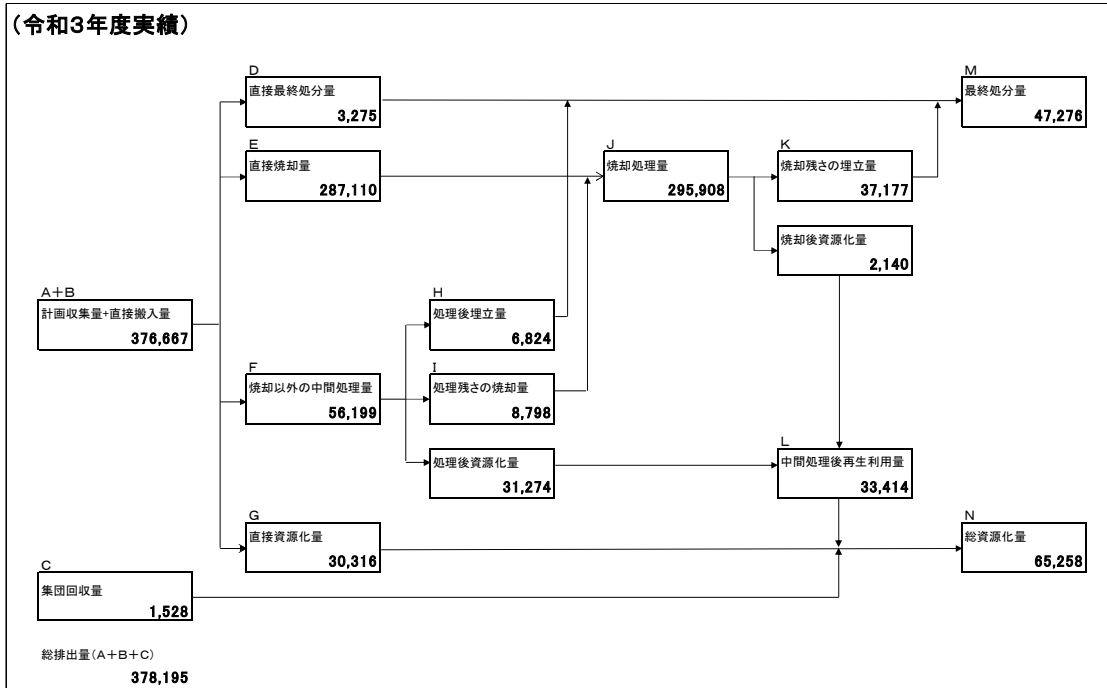 (令和3年度実績)
D
直接最終処分量
3,275
M
最終処分量
47,276
E
直接焼却量
287,110
J
焼却処理量
295,908
K
焼却残さの埋立量
37,177
焼却後資源化量
2,140
A+B
計画収集量+直接搬入量
376,667
H
処理後埋立量
6,824
F
焼却以外の中間処理量
56,199
I
処理残さの焼却量
8,798
処理後資源化量
31,274
L
中間処理後再生利用量
33,414
G
直接資源化量
30,316
N
総資源化量
65,258
C
集団回収量
1,528
総排出量(A+B+C)
378,195